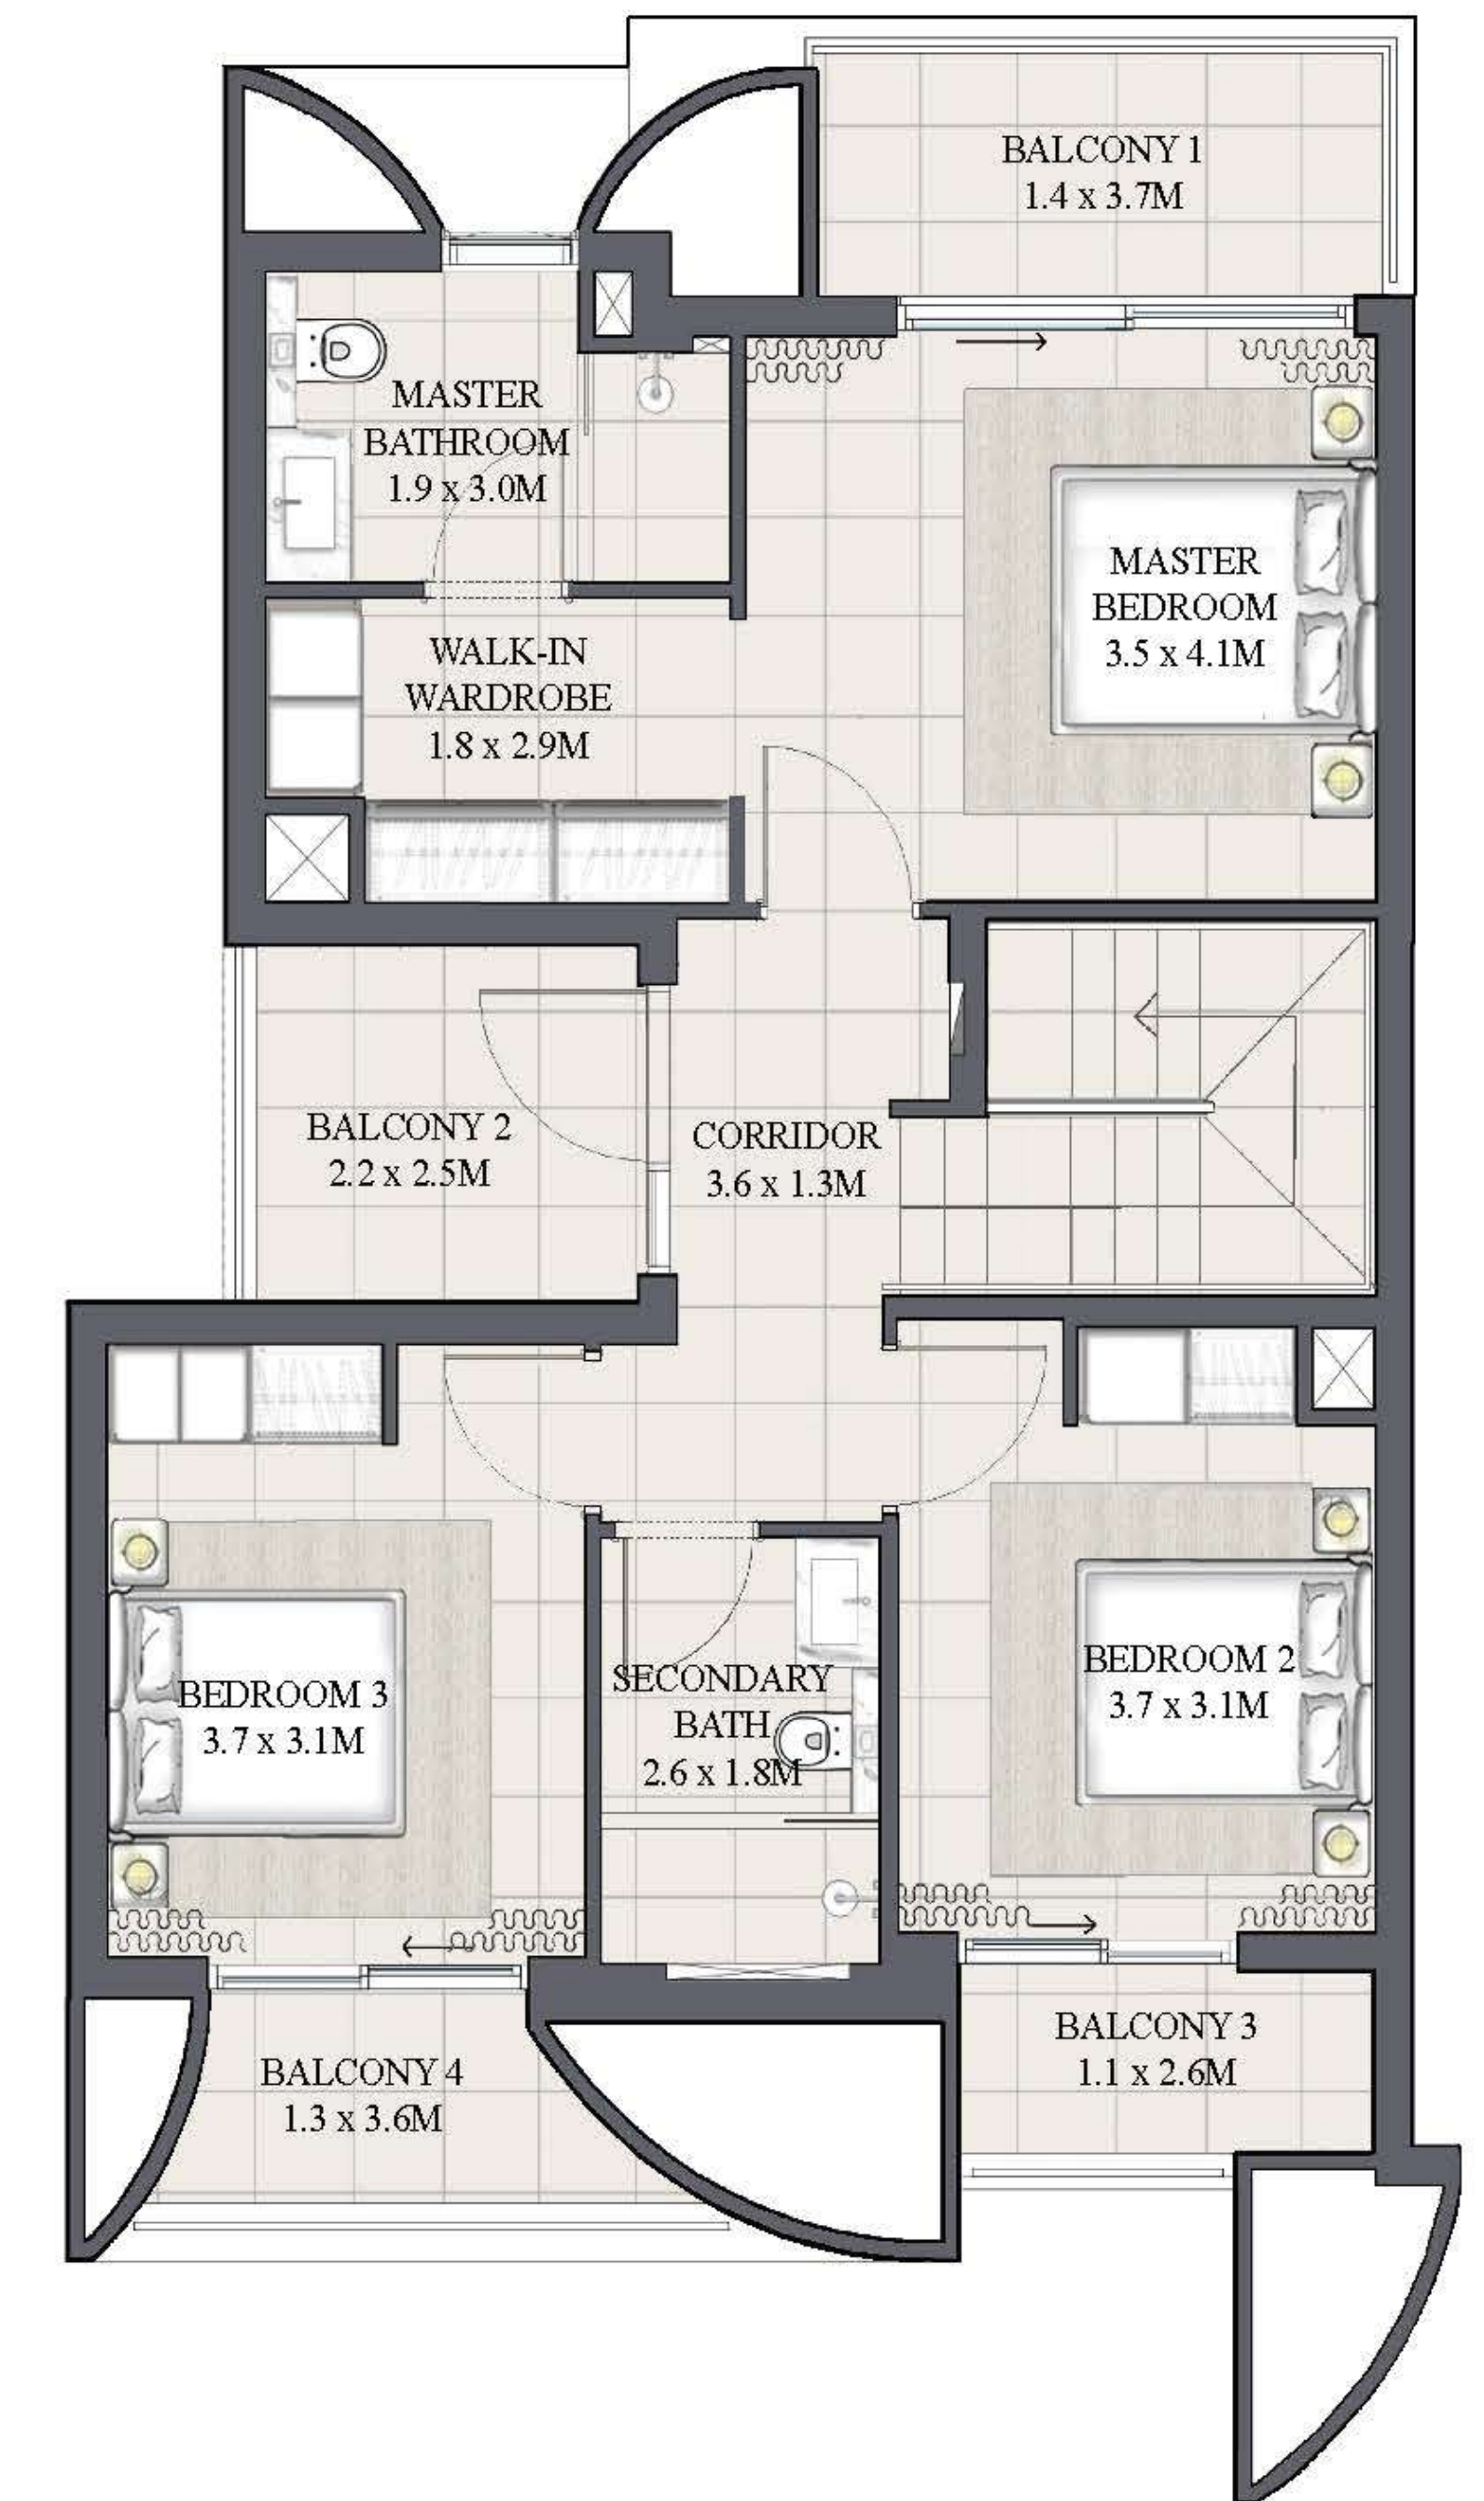 BALCONY 1
1.4 x 3.7M
MASTER
BATHROOM
1.9 x 3.0M
MASTER
BEDROOM
3.5 x 4.1M
WALK-IN
WARDROBE
1.8 x 2.9M
BALCONY 2
2.2 x 2.5M
CORRIDOR
3.6 x 1.3M
BEDROOM 3
3.7 x 3.1M
SECONDARY
BATH
2.6 x 1.8M
BEDROOM 2
3.7 x 3.1M
BALCONY 4
1.3 x 3.6M
BALCONY 3
1.1 x 2.6M